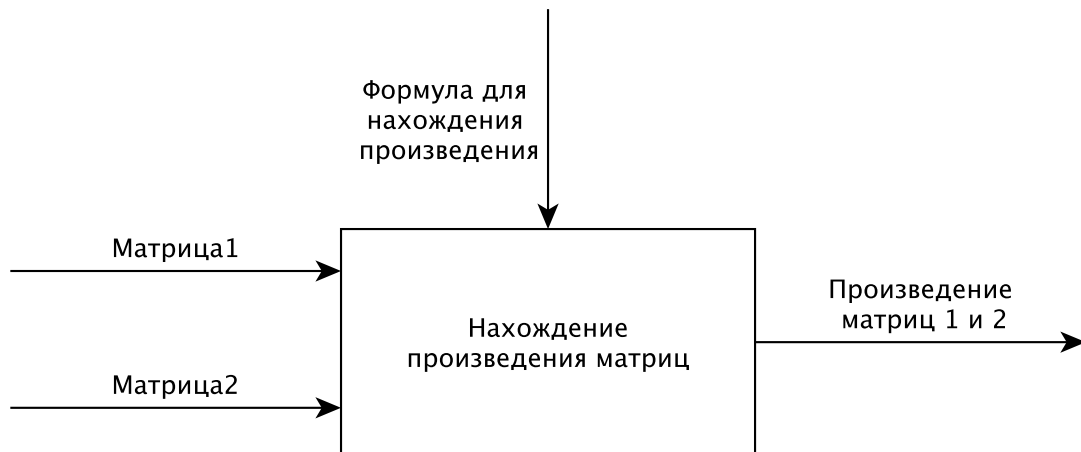 Формула для
нахождения
произведения
Матрица1
Матрица2
Нахождение
произведения матриц
Произведение
матриц 1 и 2